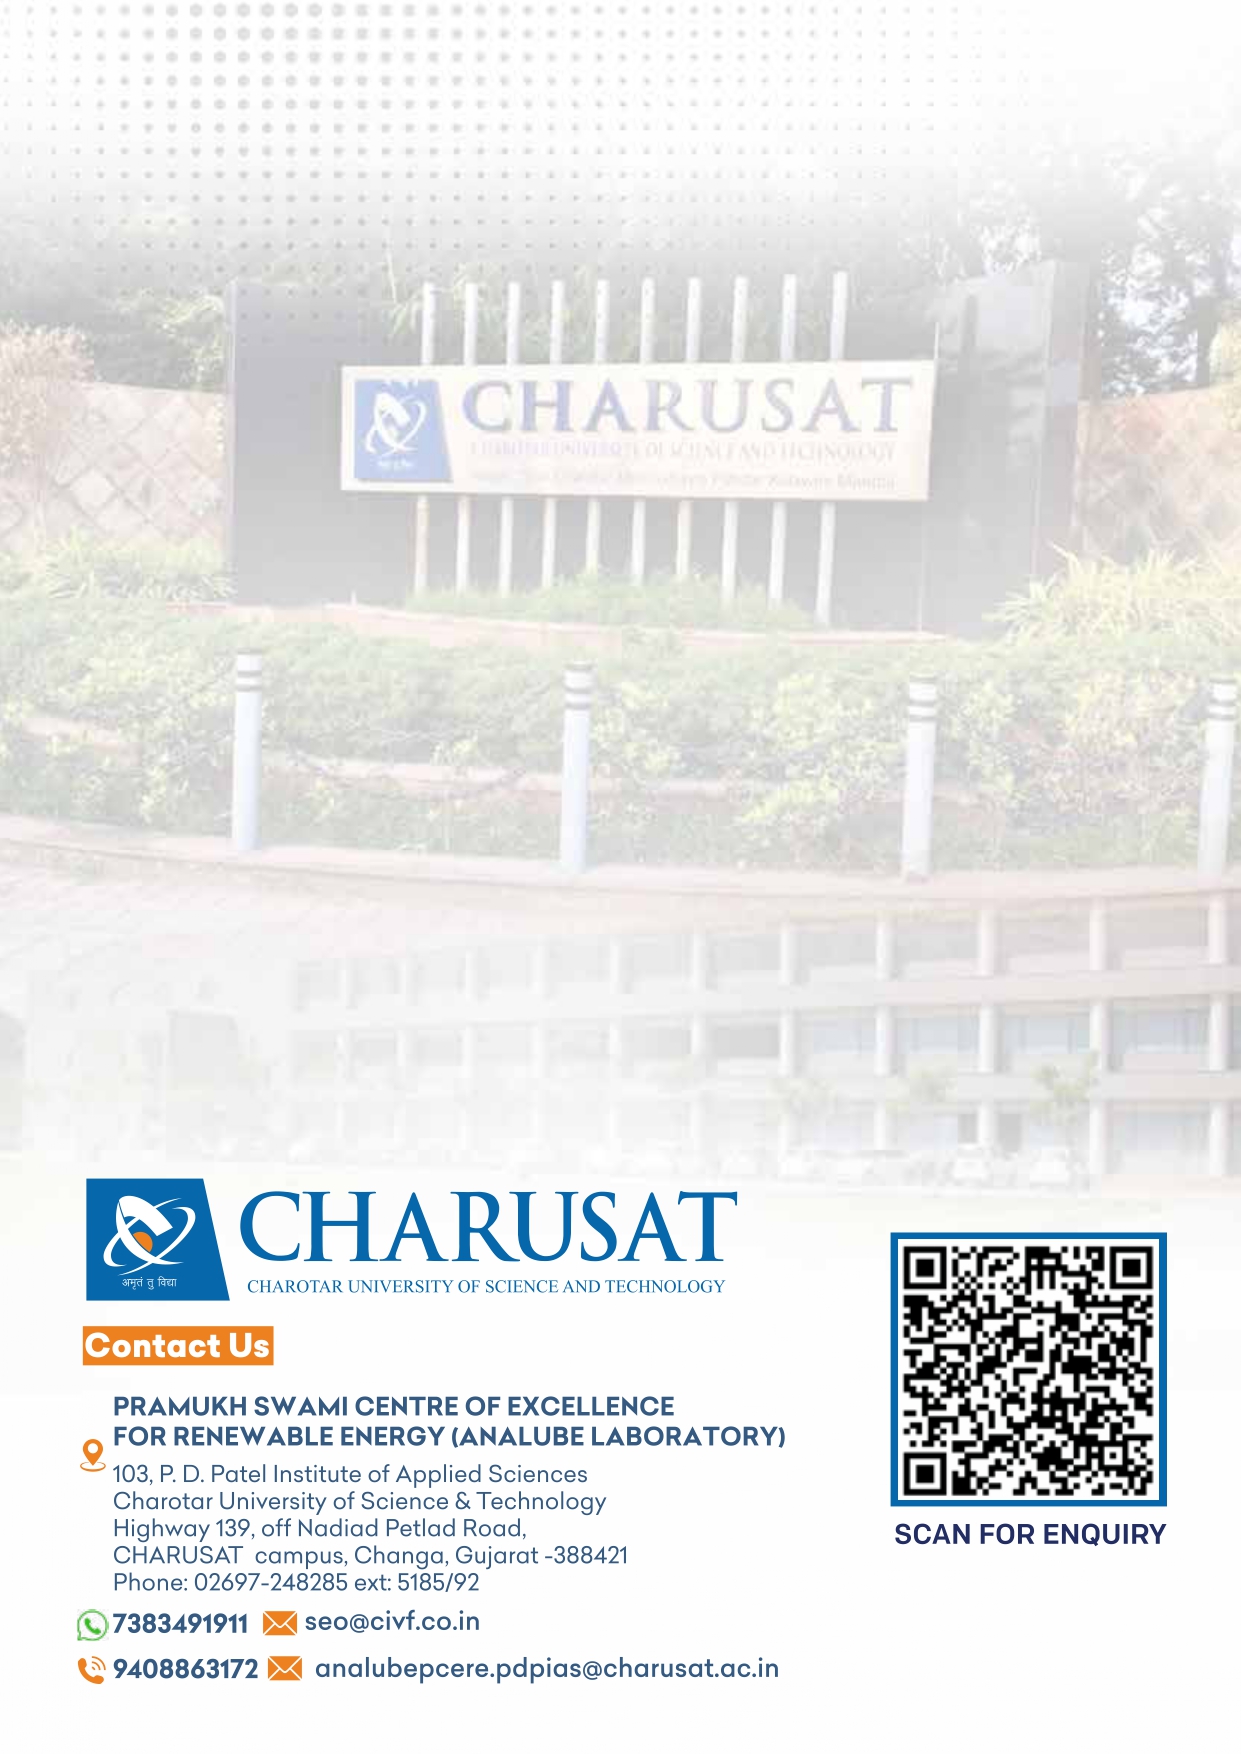 CHARUSAT
CHAROTAR UNIVERSITY OF SCIENCE AND TECHNOLOGY
अमृतं तु विद्या
CHARUSAT
CHAROTAR UNIVERSITY OF SCIENCE AND TECHNOLOGY
Contact Us
PRAMUKH SWAMI CENTRE OF EXCELLENCE
FOR RENEWABLE ENERGY (ANALUBE LABORATORY)
103, P. D. Patel Institute of Applied Sciences
Charotar University of Science & Technology
Highway 139, off Nadiad Petlad Road,
CHARUSAT campus, Changa, Gujarat -388421
Phone: 02697-248285 ext: 5185/92
7383491911 seo@civf.co.in
9408863172 analubepcere.pdpias@charusat.ac.in
SCAN FOR ENQUIRY